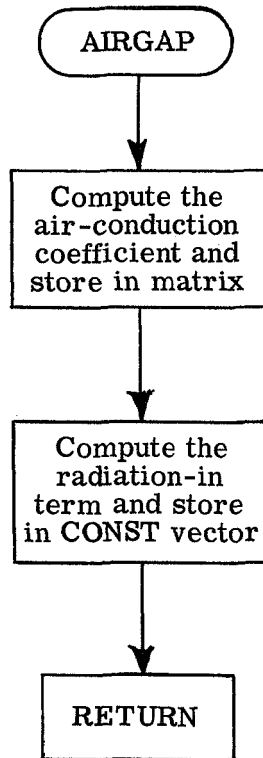 AIRGAP
Compute the
air-conduction
coefficient and
store in matrix
Compute the
radiation-in
term and store
in CONST vector
RETURN